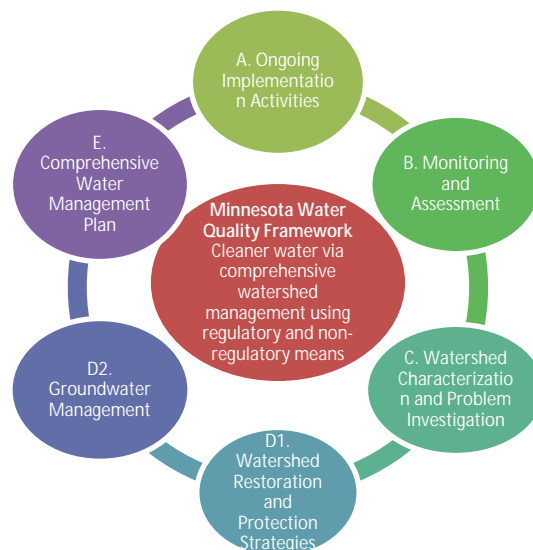 A. Ongoing
Implementatio
n Activities
B. Monitoring
and
Assessment
C. Watershed
Characterizatio
n and Problem
Investigation
D1.
Watershed
Restoration
and
Protection
Strategies
D2.
Groundwater
Management
E.
Comprehensive
Water
Management
Plan
Minnesota Water
Quality Framework
Cleaner water via
comprehensive
watershed
management using
regulatory and non-
regulatory means